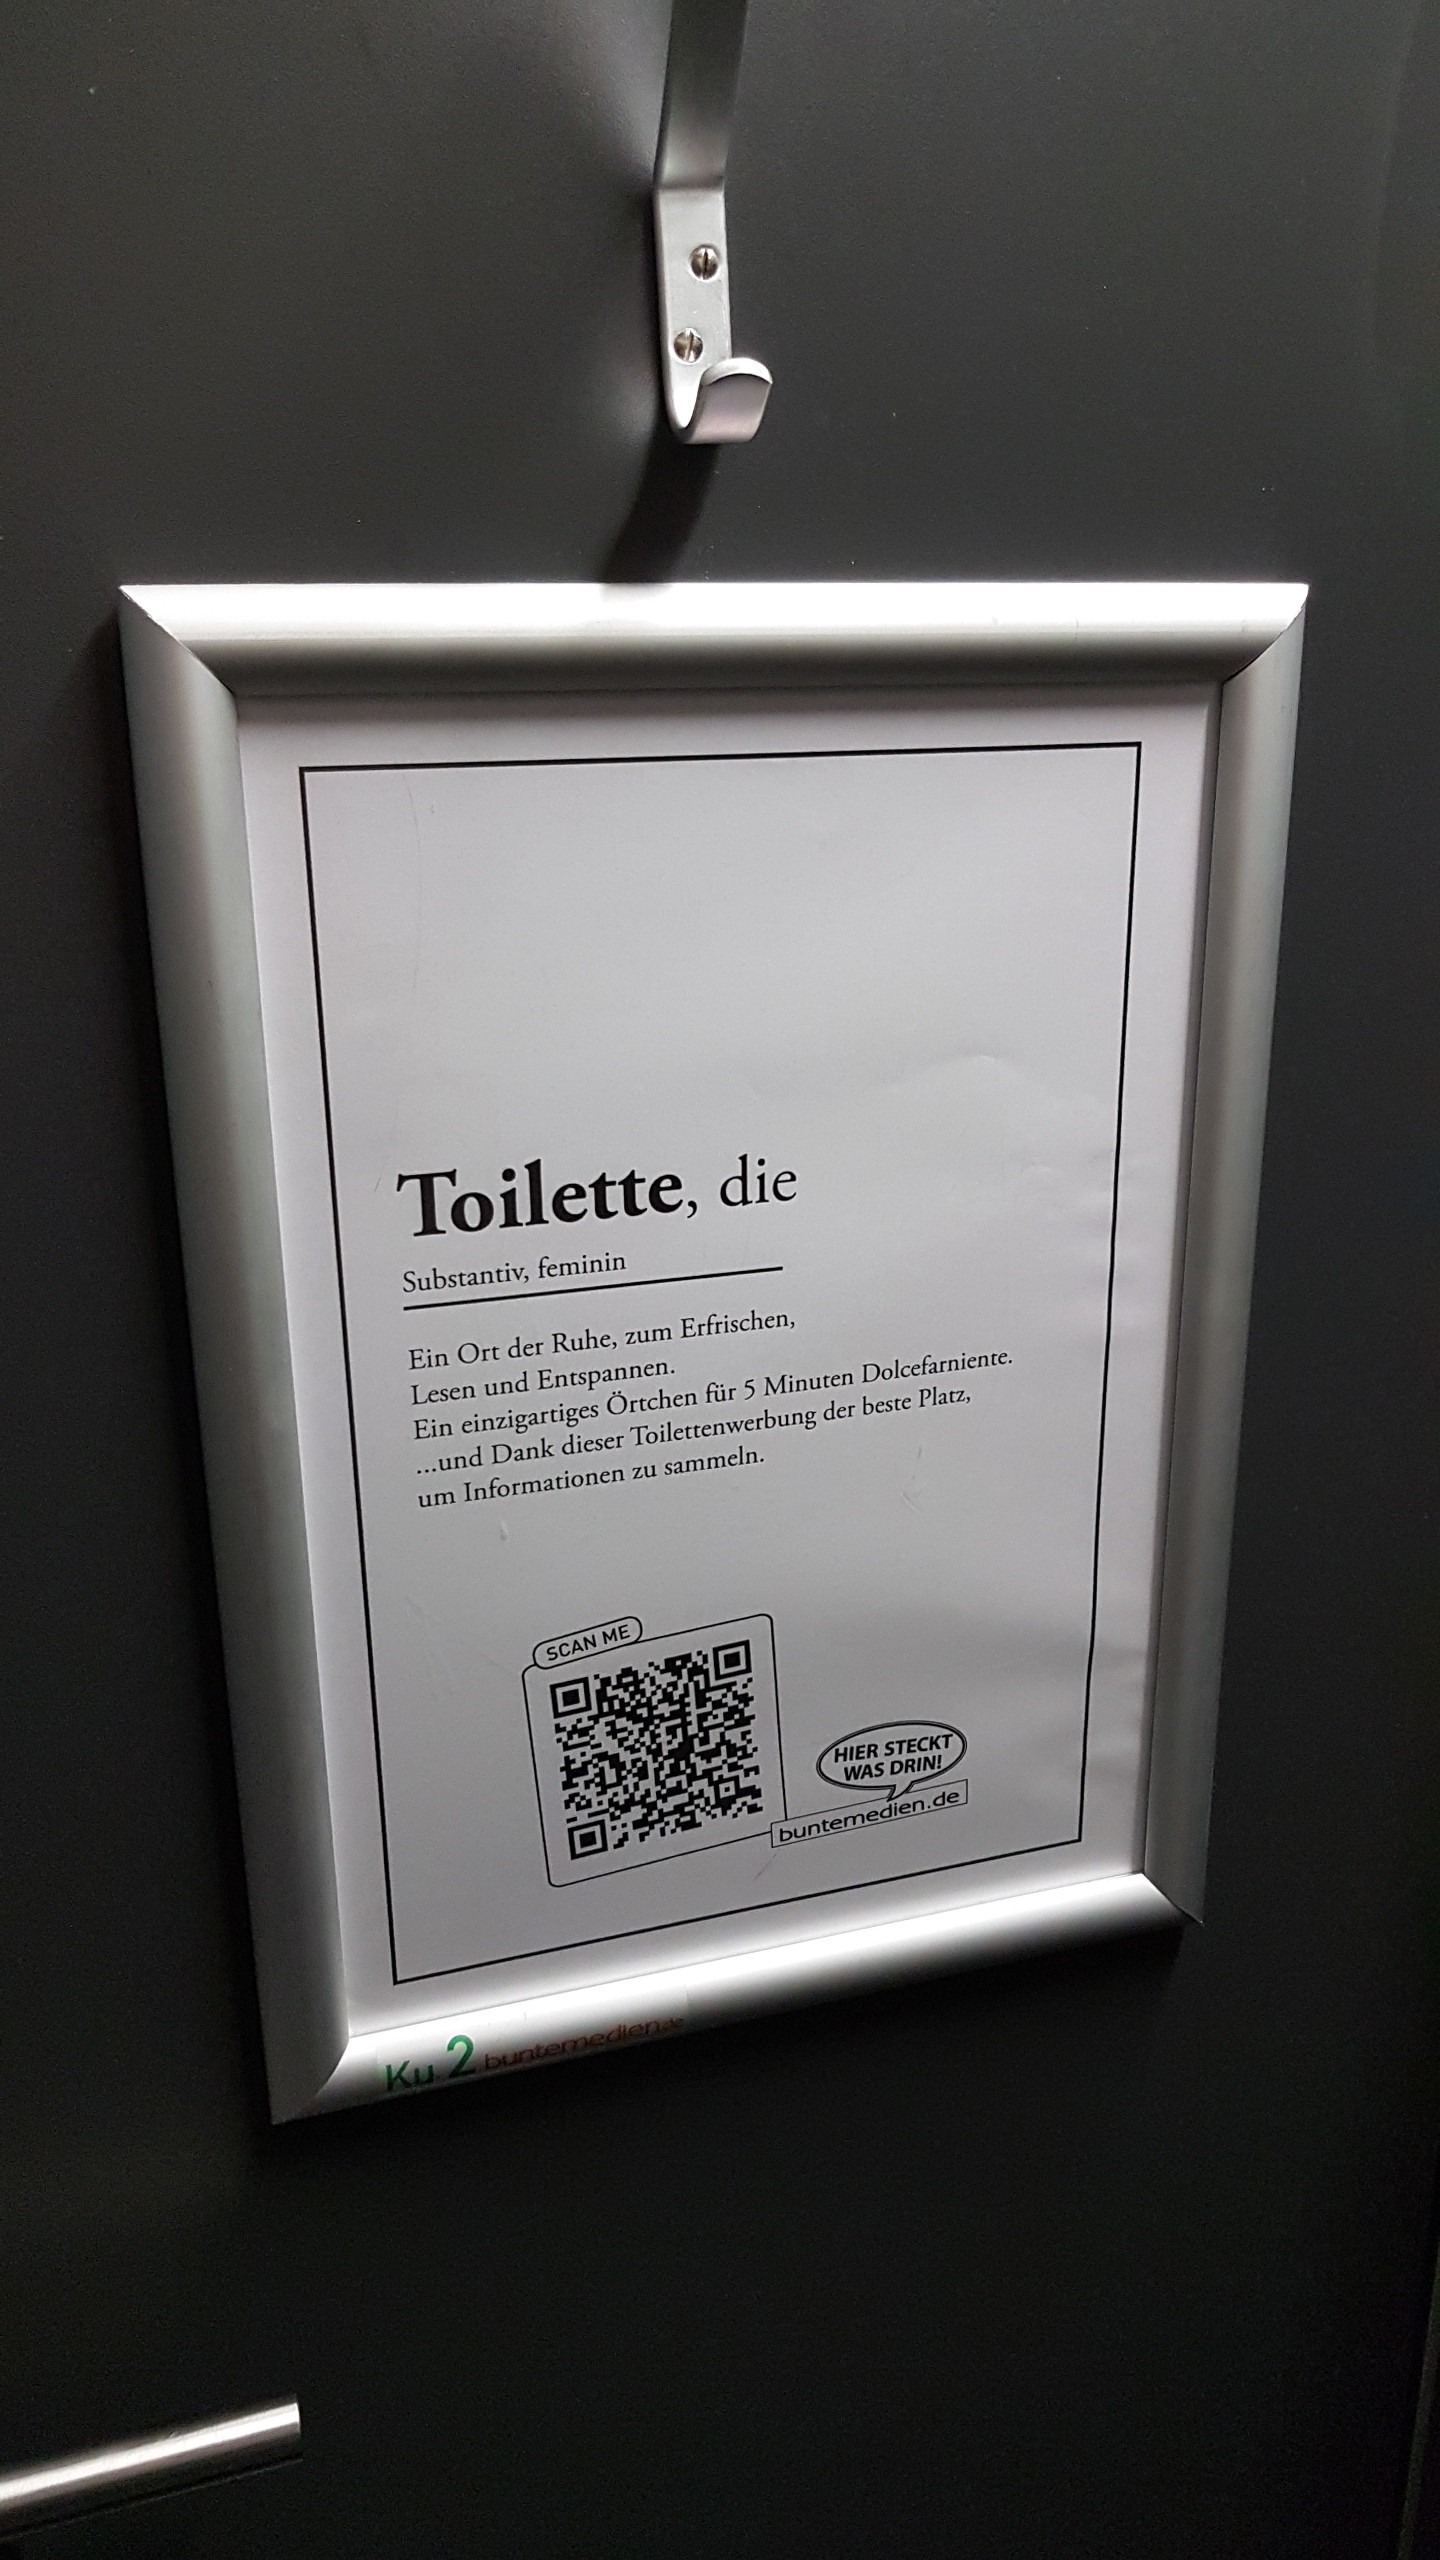 Toilette, die
Substantiv, feminin
Ein Ort der Ruhe, zum Erfrischen,
Lesen und Entspannen.
Ein einzigartiges Örtchen für 5 Minuten Dolcefarniente.
...und Dank dieser Toilettenwerbung der beste Platz,
um Informationen zu sammeln.
SCAN ME
HIER STECKT
WAS DRIN!
buntemedien.de
Ku 2 buntemedien.de